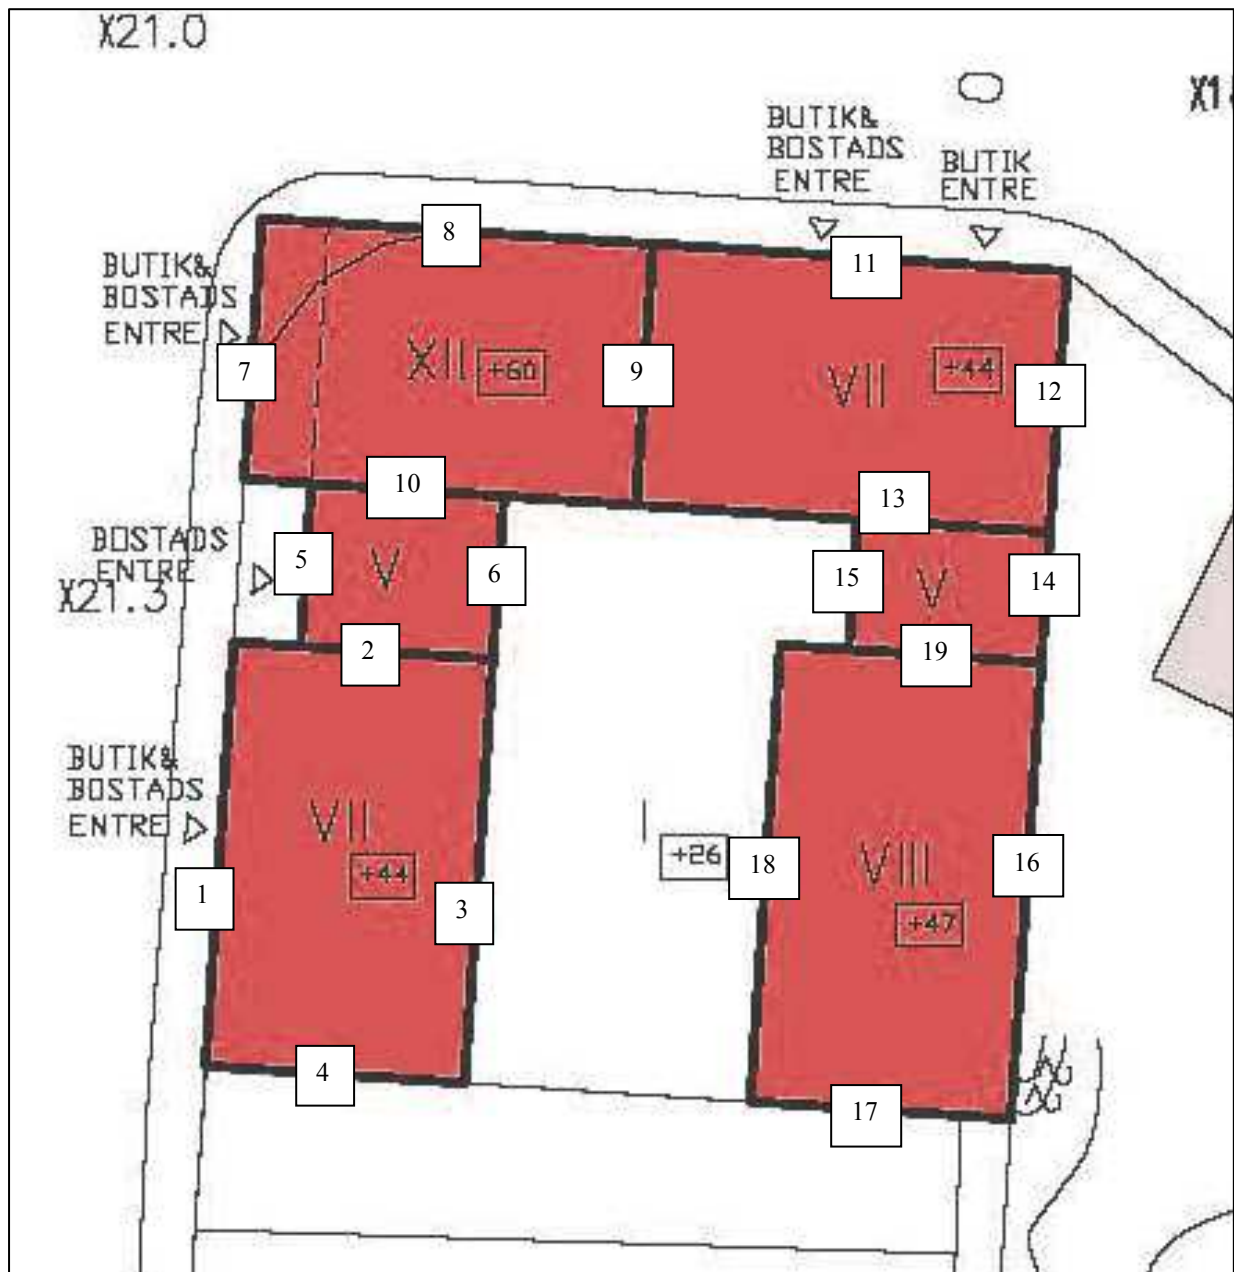 X21.0
BUTIK&
BOSTADS
ENTRE
BUTIK
ENTRE
8
11
BUTIK&
BOSTADS
ENTRE
7
XII
+60
9
VII
+44
12
10
13
BOSTADS
ENTRE
X21.3
5
V
6
15
V
14
2
19
BUTIK&
BOSTADS
ENTRE
VII
+44
1
3
I
+26
18
VIII
+47
16
4
17